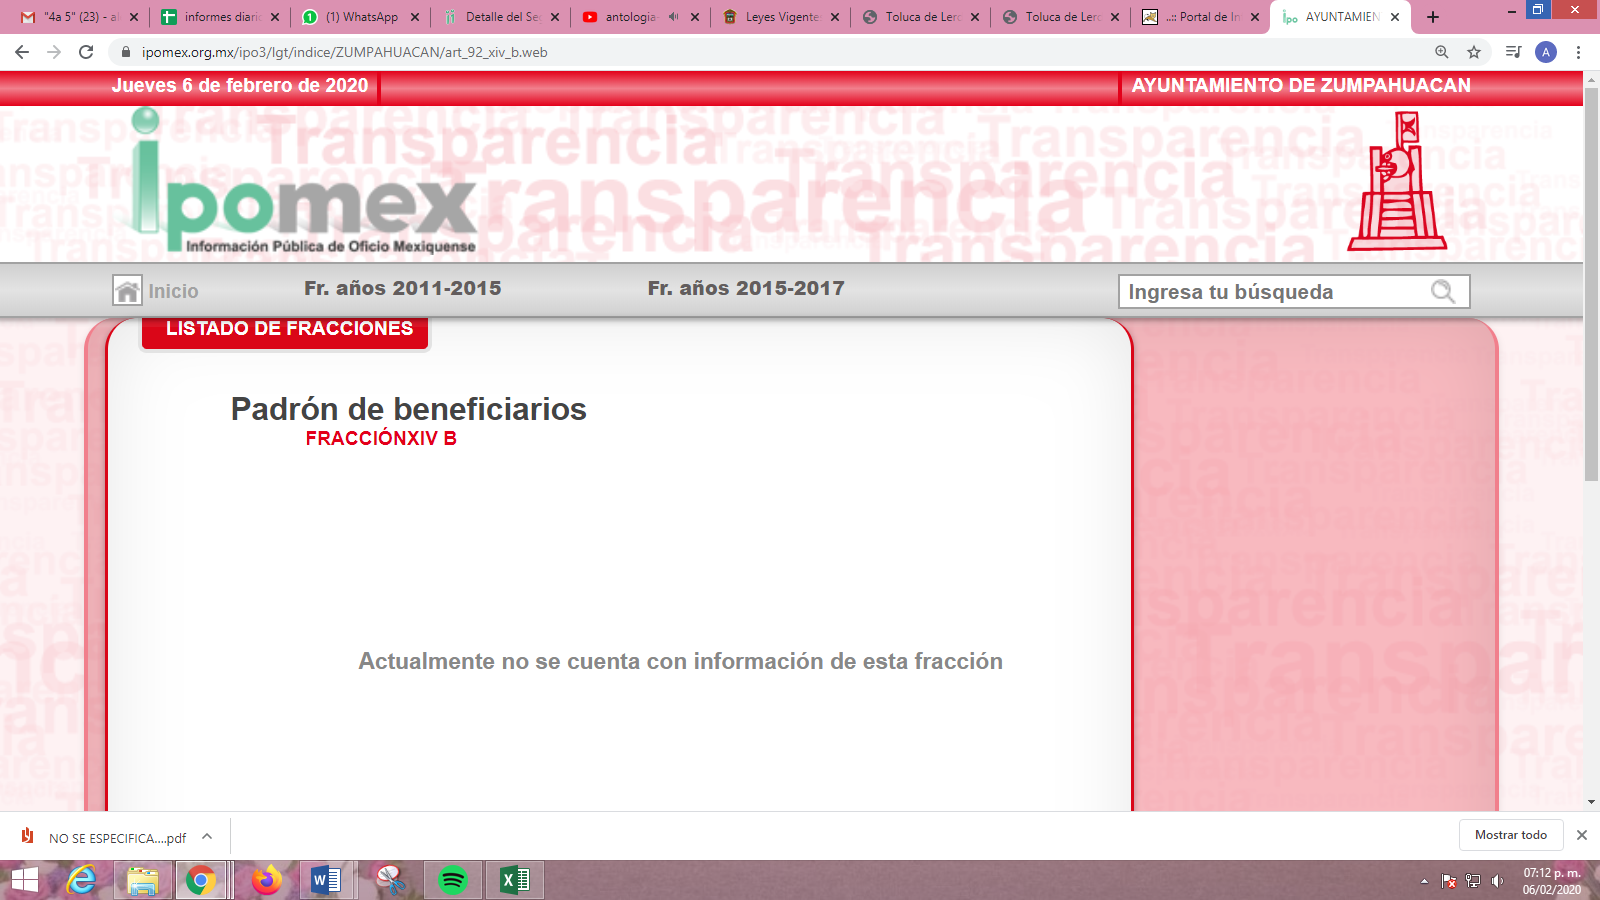 "4a 5" (23) - al
informes diari
(1) WhatsApp
Detalle del Se
antologia-
Leyes Vigente
Toluca de Lerd
Toluca de Lerd
..:: Portal de In
AYUNTAMIEN
ipomex.org.mx/ipo3/lgt/indice/ZUMPAHUACAN/art_92_xiv_b.web
A
Jueves 6 de febrero de 2020
AYUNTAMIENTO DE ZUMPAHUACAN
Transparencia
ipomex
Información Pública de Oficio Mexiquense
Inicio
Fr. años 2011-2015
Fr. años 2015-2017
Ingresa tu búsqueda
LISTADO DE FRACCIONES
Padrón de beneficiarios
FRACCIÓNXIV B
Actualmente no se cuenta con información de esta fracción
NO SE ESPECIFICA....pdf
Mostrar todo
07:12 p. m.
06/02/2020